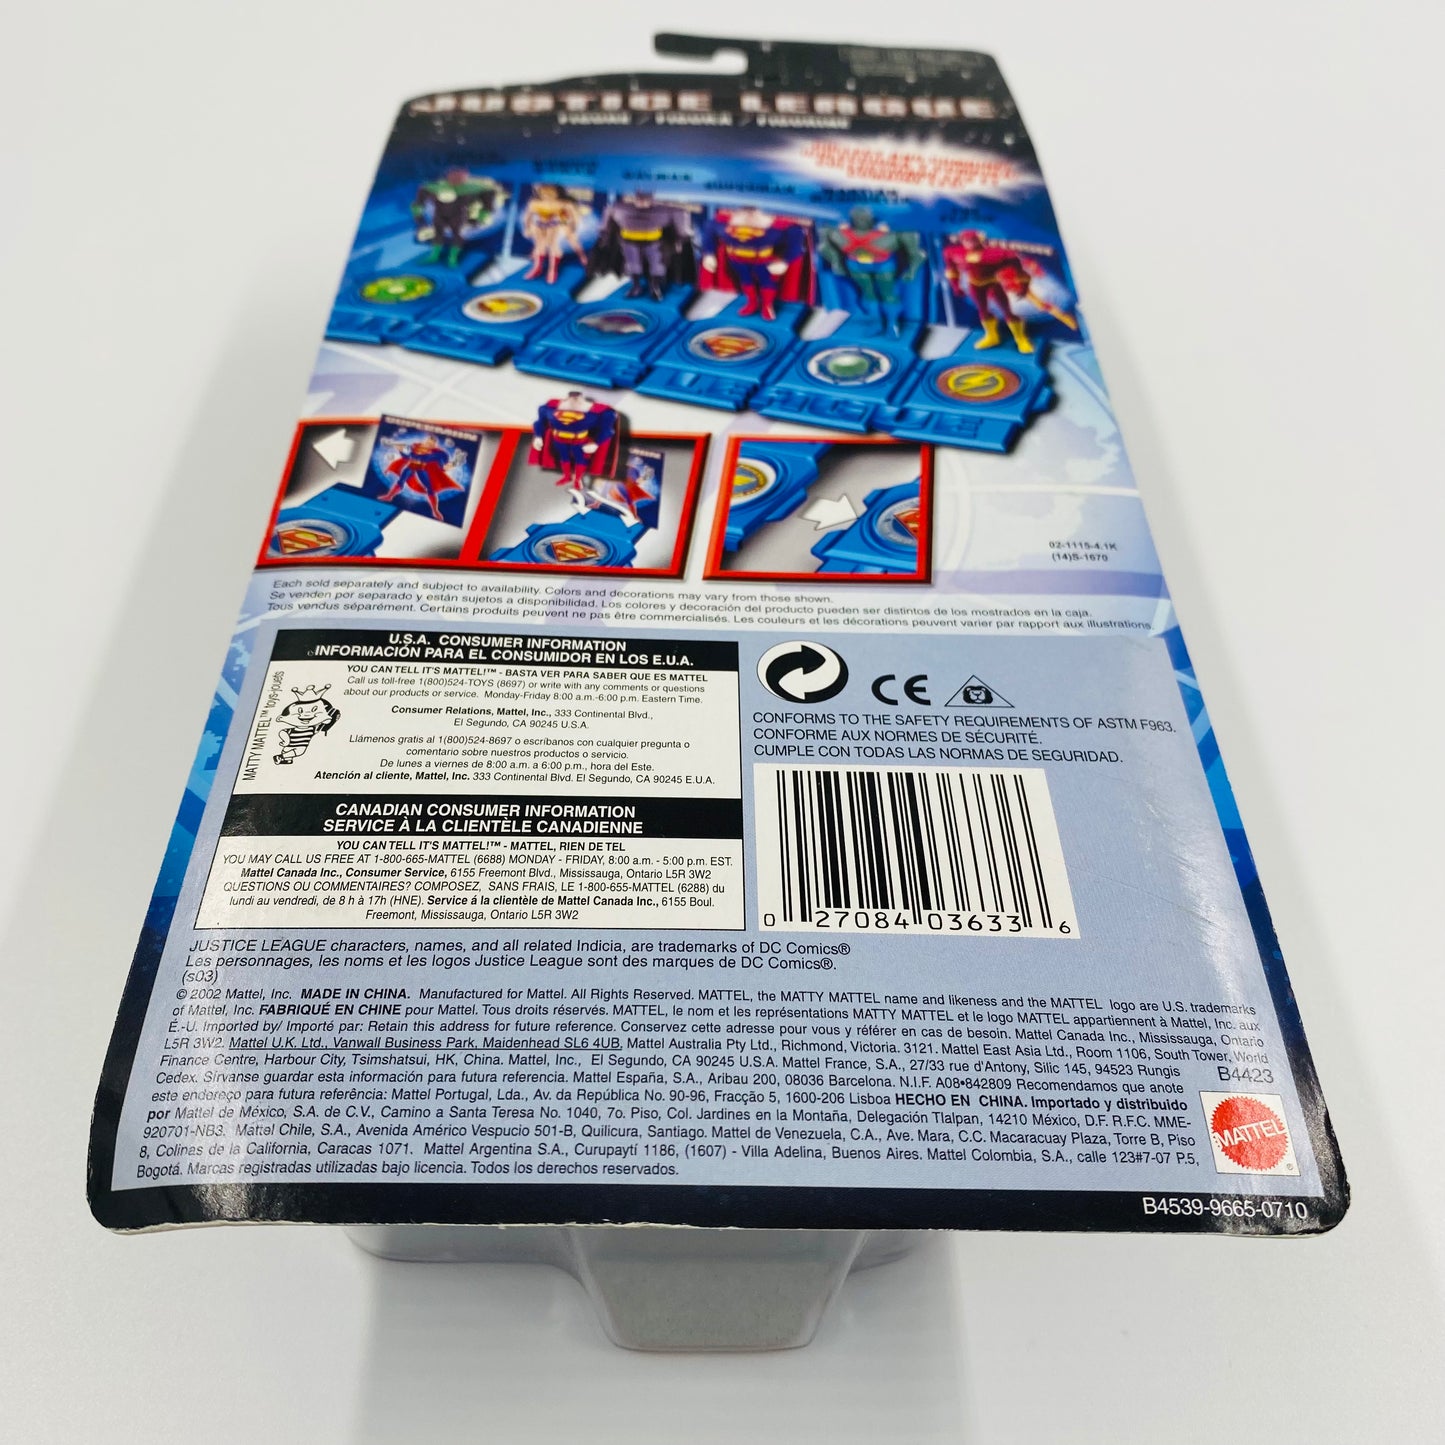 JUSTICE LEAGUE
FIGURE / FIGURA / FIGURINE
BATMAN
SUPERMAN
JUSTICE LEAGUE
SUPERMAN
02-1115-4.1K
(14)S-1670
Each sold separately and subject to availability. Colors and decorations may vary from those shown.
Se venden por separado y están sujetos a disponibilidad. Los colores y decoración del producto pueden ser distintos de los mostrados en la caja.
Tous vendus séparément. Certains produits peuvent ne pas être commercialisés. Les couleurs et les décorations peuvent varier par rapport aux illustrations.
U.S.A. CONSUMER INFORMATION
INFORMACIÓN PARA EL CONSUMIDOR EN LOS E.U.A.
MATTY MATTEL™ toys-jouets
YOU CAN TELL IT'S MATTEL!™ - BASTA VER PARA SABER QUE ES MATTEL
Call us toll-free 1(800)524-TOYS (8697) or write with any comments or questions
about our products or service. Monday-Friday 8:00 a.m.-6:00 p.m. Eastern Time.
Consumer Relations, Mattel, Inc., 333 Continental Blvd.,
El Segundo, CA 90245 U.S.A.
Llámenos gratis al 1(800)524-8697 o escríbanos con cualquier pregunta o
comentario sobre nuestros productos o servicio.
De lunes a viernes de 8:00 a.m. a 6:00 p.m., hora del Este.
Atención al cliente, Mattel, Inc. 333 Continental Blvd. El Segundo, CA 90245 E.U.A.
CANADIAN CONSUMER INFORMATION
SERVICE À LA CLIENTÈLE CANADIENNE
YOU CAN TELL IT'S MATTEL!™ - MATTEL, RIEN DE TEL
YOU MAY CALL US FREE AT 1-800-665-MATTEL (6688) MONDAY - FRIDAY, 8:00 a.m. - 5:00 p.m. EST.
Mattel Canada Inc., Consumer Service, 6155 Freemont Blvd., Mississauga, Ontario L5R 3W2
QUESTIONS OU COMMENTAIRES? COMPOSEZ, SANS FRAIS, LE 1-800-655-MATTEL (6288) du
lundi au vendredi, de 8 h à 17h (HNE). Service á la clientèle de Mattel Canada Inc., 6155 Boul.
Freemont, Mississauga, Ontario L5R 3W2
CE
CONFORMS TO THE SAFETY REQUIREMENTS OF ASTM F963.
CONFORME AUX NORMES DE SÉCURITÉ.
CUMPLE CON TODAS LAS NORMAS DE SEGURIDAD.
0 27084 03633 6
JUSTICE LEAGUE characters, names, and all related Indicia, are trademarks of DC Comics®
Les personnages, les noms et les logos Justice League sont des marques de DC Comics®.
(s03)
© 2002 Mattel, Inc. MADE IN CHINA. Manufactured for Mattel. All Rights Reserved. MATTEL, the MATTY MATTEL name and likeness and the MATTEL logo are U.S. trademarks
of Mattel, Inc. FABRIQUÉ EN CHINE pour Mattel. Tous droits réservés. MATTEL, le nom et les représentations MATTY MATTEL et le logo MATTEL appartiennent à Mattel, Inc. aux
É.-U. Imported by/ Importé par: Retain this address for future reference. Conservez cette adresse pour vous y référer en cas de besoin. Mattel Canada Inc., Mississauga, Ontario
L5R 3W2. Mattel U.K. Ltd., Vanwall Business Park, Maidenhead SL6 4UB. Mattel Australia Pty Ltd., Richmond, Victoria. 3121. Mattel East Asia Ltd., Room 1106, South Tower, World
Finance Centre, Harbour City, Tsimshatsui, HK, China. Mattel, Inc., El Segundo, CA 90245 U.S.A. Mattel France, S.A., 27/33 rue d'Antony, Silic 145, 94523 Rungis
Cedex. Sírvanse guardar esta información para futura referencia. Mattel España, S.A., Aribau 200, 08036 Barcelona. N.I.F. A08•842809 Recomendamos que anote
este endereço para futura referência: Mattel Portugal, Lda., Av. da República No. 90-96, Fracção 5, 1600-206 Lisboa HECHO EN CHINA. Importado y distribuido
por Mattel de México, S.A. de C.V., Camino a Santa Teresa No. 1040, 7o. Piso, Col. Jardines en la Montaña, Delegación Tlalpan, 14210 México, D.F. R.F.C. MME-
920701-NB3. Mattel Chile, S.A., Avenida Américo Vespucio 501-B, Quilicura, Santiago. Mattel de Venezuela, C.A., Ave. Mara, C.C. Macaracuay Plaza, Torre B, Piso
8, Colinas de la California, Caracas 1071. Mattel Argentina S.A., Curupaytí 1186, (1607) - Villa Adelina, Buenos Aires. Mattel Colombia, S.A., calle 123#7-07 P.5,
Bogotá. Marcas registradas utilizadas bajo licencia. Todos los derechos reservados.
B4423
MATTEL
®
B4539-9665-0710